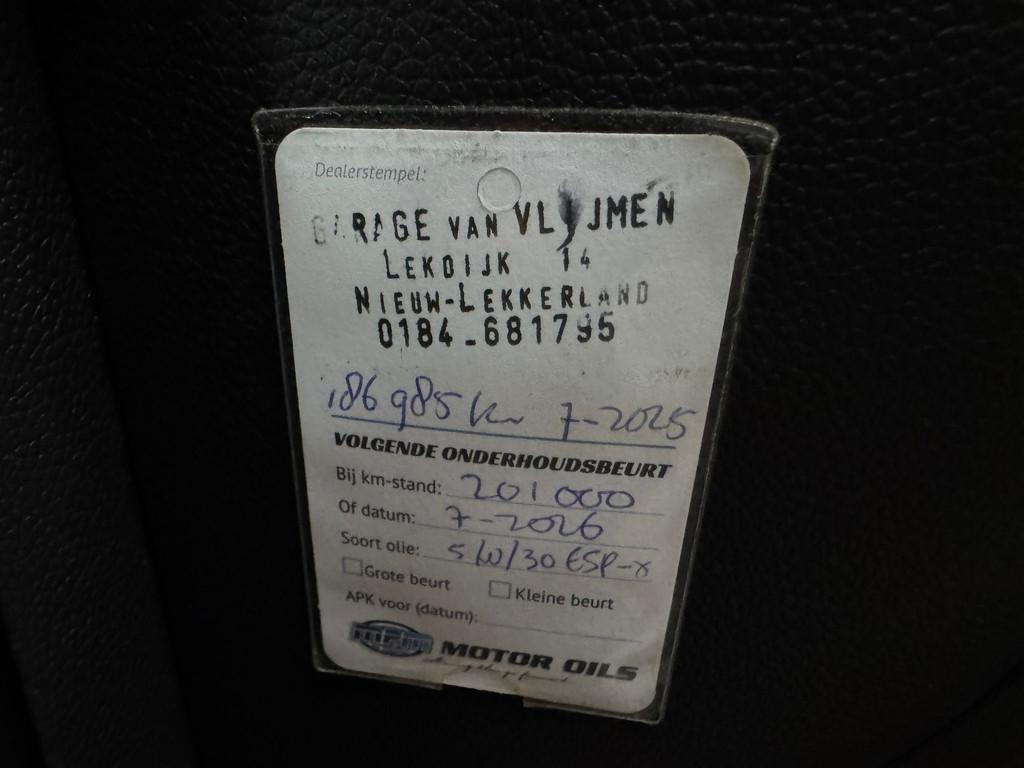 Dealerstempel:
GARAGE VAN VLIJMEN
LEKDIJK 14
NIEUW-LEKKERLAND
0184-681795
186985 km 7-2025
VOLGENDE ONDERHOUDSBEURT
Bij km-stand: 201000
Of datum: 7-2026
Soort olie: 5/W/30 ESP-X
Grote beurt Kleine beurt
APK voor (datum):
MOTOR OILS